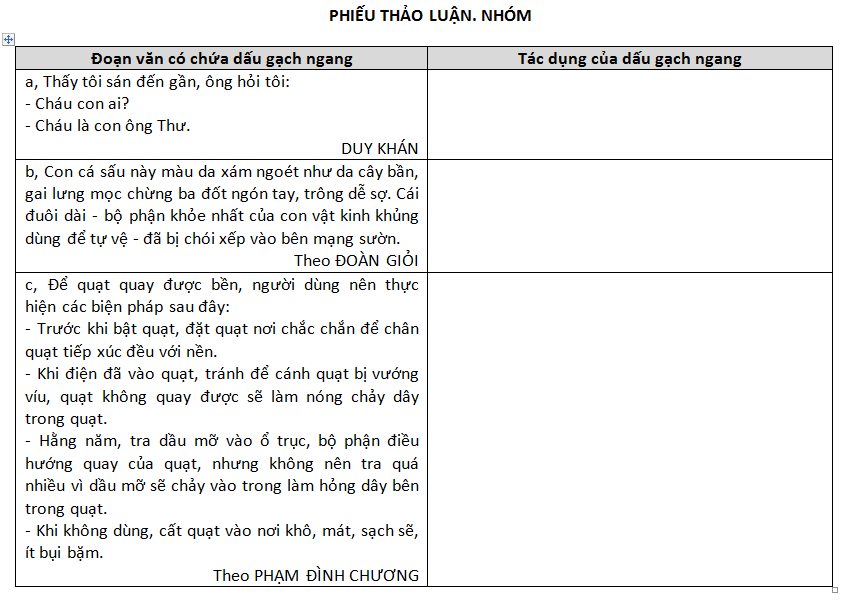 PHIẾU THẢO LUẬN. NHÓM
Đoạn văn có chứa dấu gạch ngang
Tác dụng của dấu gạch ngang
a, Thấy tôi sán đến gần, ông hỏi tôi:
- Cháu con ai?
- Cháu là con ông Thư.
DUY KHÁN
b, Con cá sấu này màu da xám ngoét như da cây bần,
gai lưng mọc chừng ba đốt ngón tay, trông dễ sợ. Cái
đuôi dài - bộ phận khỏe nhất của con vật kinh khủng
dùng để tự vệ - đã bị chói xếp vào bên mạng sườn.
Theo ĐOÀN GIỎI
c, Để quạt quay được bền, người dùng nên thực
hiện các biện pháp sau đây:
- Trước khi bật quạt, đặt quạt nơi chắc chắn để chân
quạt tiếp xúc đều với nền.
- Khi điện đã vào quạt, tránh để cánh quạt bị vướng
víu, quạt không quay được sẽ làm nóng chảy dây
trong quạt.
- Hằng năm, tra dầu mỡ vào ổ trục, bộ phận điều
hướng quay của quạt, nhưng không nên tra quá
nhiều vì dầu mỡ sẽ chảy vào trong làm hỏng dây bên
trong quạt.
- Khi không dùng, cất quạt vào nơi khô, mát, sạch sẽ,
ít bụi bặm.
Theo PHẠM ĐÌNH CHƯƠNG